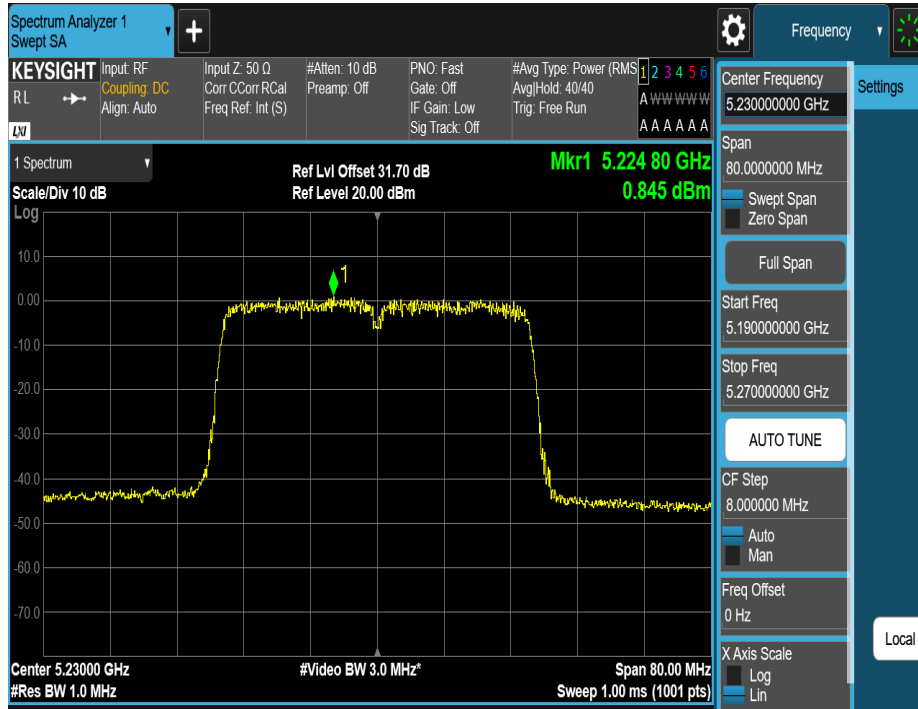 Spectrum Analyzer 1
Swept SA
+
Frequency
Settings
KEYSIGHT
R L
LXI
Input: RF
Coupling: DC
Align: Auto
Input Z: 50 Ω
Corr CCorr RCal
Freq Ref: Int (S)
#Atten: 10 dB
Preamp: Off
PNO: Fast
Gate: Off
IF Gain: Low
Sig Track: Off
#Avg Type: Power (RMS
Avg|Hold: 40/40
Trig: Free Run
1 2 3 4 5 6
A W W W W W
A A A A A A
1 Spectrum
Scale/Div 10 dB
Log
Ref Lvl Offset 31.70 dB
Ref Level 20.00 dBm
Mkr1 5.224 80 GHz
0.845 dBm
1
10.0
0.00
-10.0
-20.0
-30.0
-40.0
-50.0
-60.0
-70.0
Center 5.23000 GHz
#Res BW 1.0 MHz
#Video BW 3.0 MHz*
Span 80.00 MHz
Sweep 1.00 ms (1001 pts)
Center Frequency
5.230000000 GHz
Span
80.0000000 MHz
Swept Span
Zero Span
Full Span
Start Freq
5.190000000 GHz
Stop Freq
5.270000000 GHz
AUTO TUNE
CF Step
8.000000 MHz
Auto
Man
Freq Offset
0 Hz
X Axis Scale
Log
Lin
Local